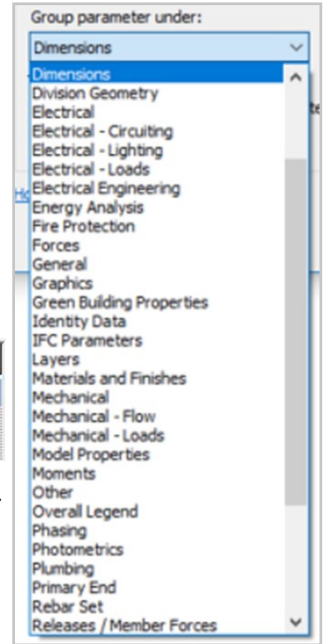 Group parameter under:
Dimensions
Dimensions
Division Geometry
Electrical
Electrical - Circuiting
Electrical - Lighting
Electrical - Loads
Electrical Engineering
Energy Analysis
Fire Protection
Forces
General
Graphics
Green Building Properties
Identity Data
IFC Parameters
Layers
Materials and Finishes
Mechanical
Mechanical - Flow
Mechanical - Loads
Model Properties
Moments
Other
Overall Legend
Phasing
Photometrics
Plumbing
Primary End
Rebar Set
Releases / Member Forces